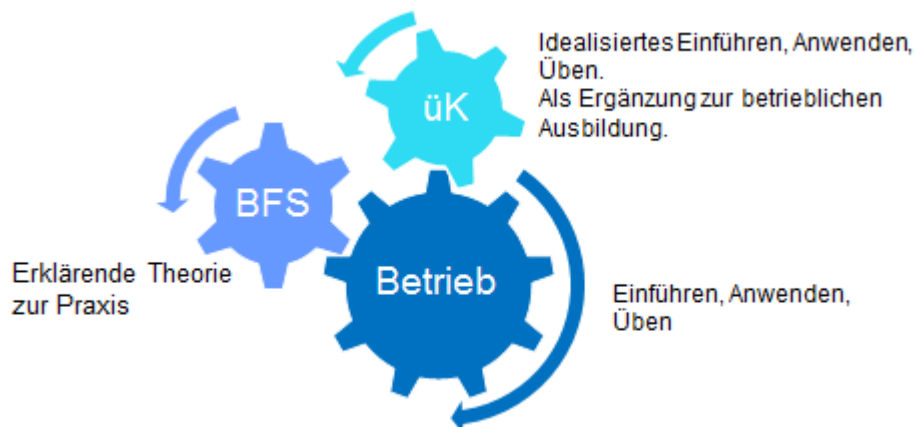 Idealisiertes Einführen, Anwenden,
Üben.
Als Ergänzung zur betrieblichen
Ausbildung.
üK
BFS
Erklärende Theorie
zur Praxis
Betrieb
Einführen, Anwenden,
Üben